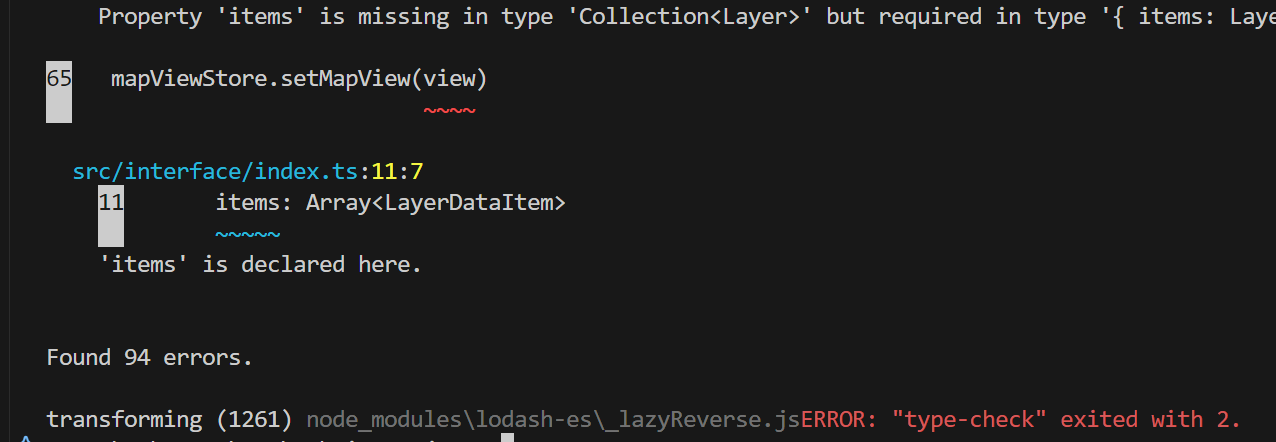 Property 'items' is missing in type 'Collection<Layer>' but required in type '{ items: Laye
65 mapViewStore.setMapView(view)
~~~~
src/interface/index.ts:11:7
11 items: Array<LayerDataItem>
~~~~~
'items' is declared here.
Found 94 errors.
transforming (1261) node_modules\lodash-es\_lazyReverse.jsERROR: "type-check" exited with 2.